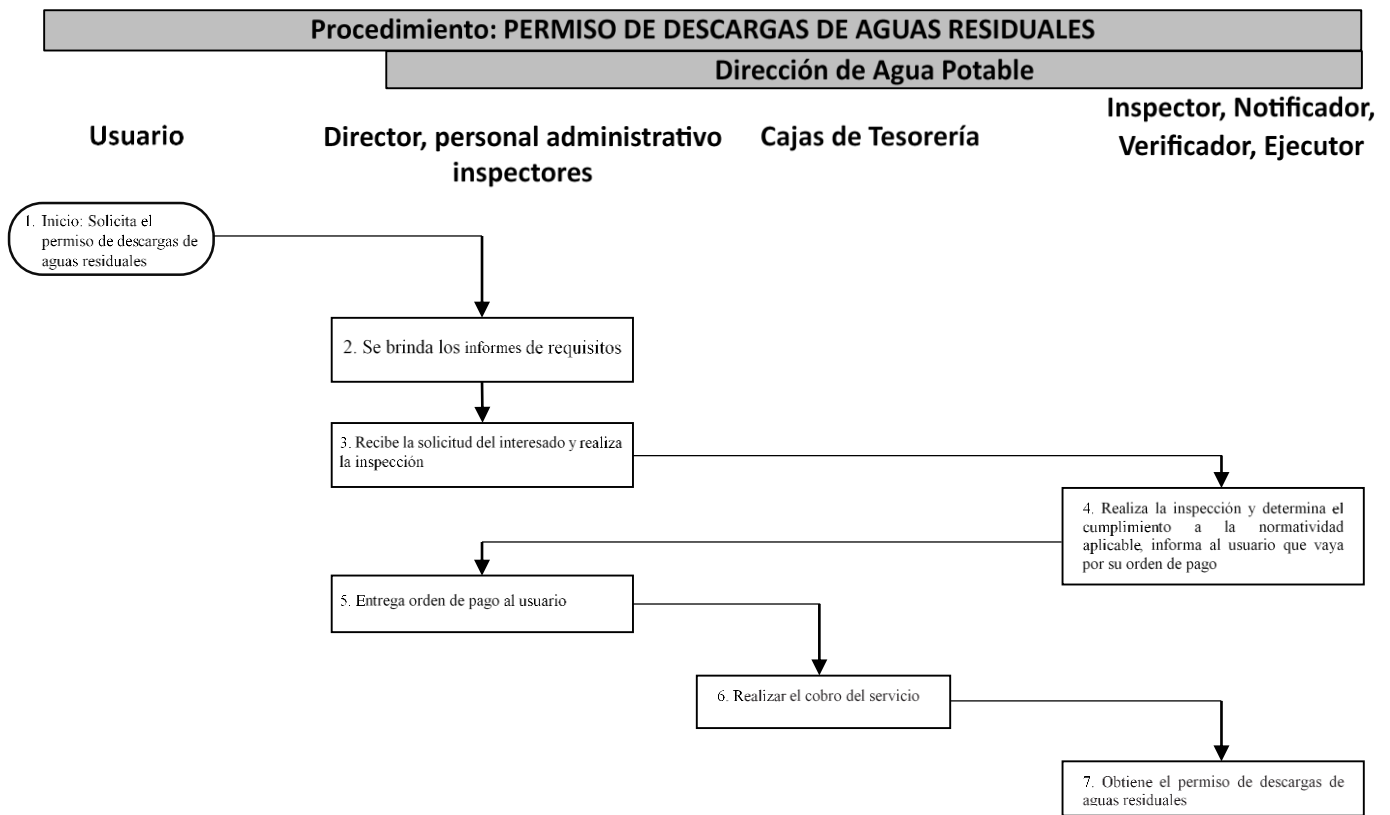 Procedimiento: PERMISO DE DESCARGAS DE AGUAS RESIDUALES
Dirección de Agua Potable
Usuario
Director, personal administrativo
inspectores
Cajas de Tesorería
Inspector, Notificador,
Verificador, Ejecutor
1. Inicio: Solicita el
permiso de descargas de
aguas residuales
2. Se brinda los informes de requisitos
3. Recibe la solicitud del interesado y realiza
la inspección
4. Realiza la inspección y determina el
cumplimiento a la normatividad
aplicable, informa al usuario que vaya
por su orden de pago
5. Entrega orden de pago al usuario
6. Realizar el cobro del servicio
7. Obtiene el permiso de descargas de
aguas residuales